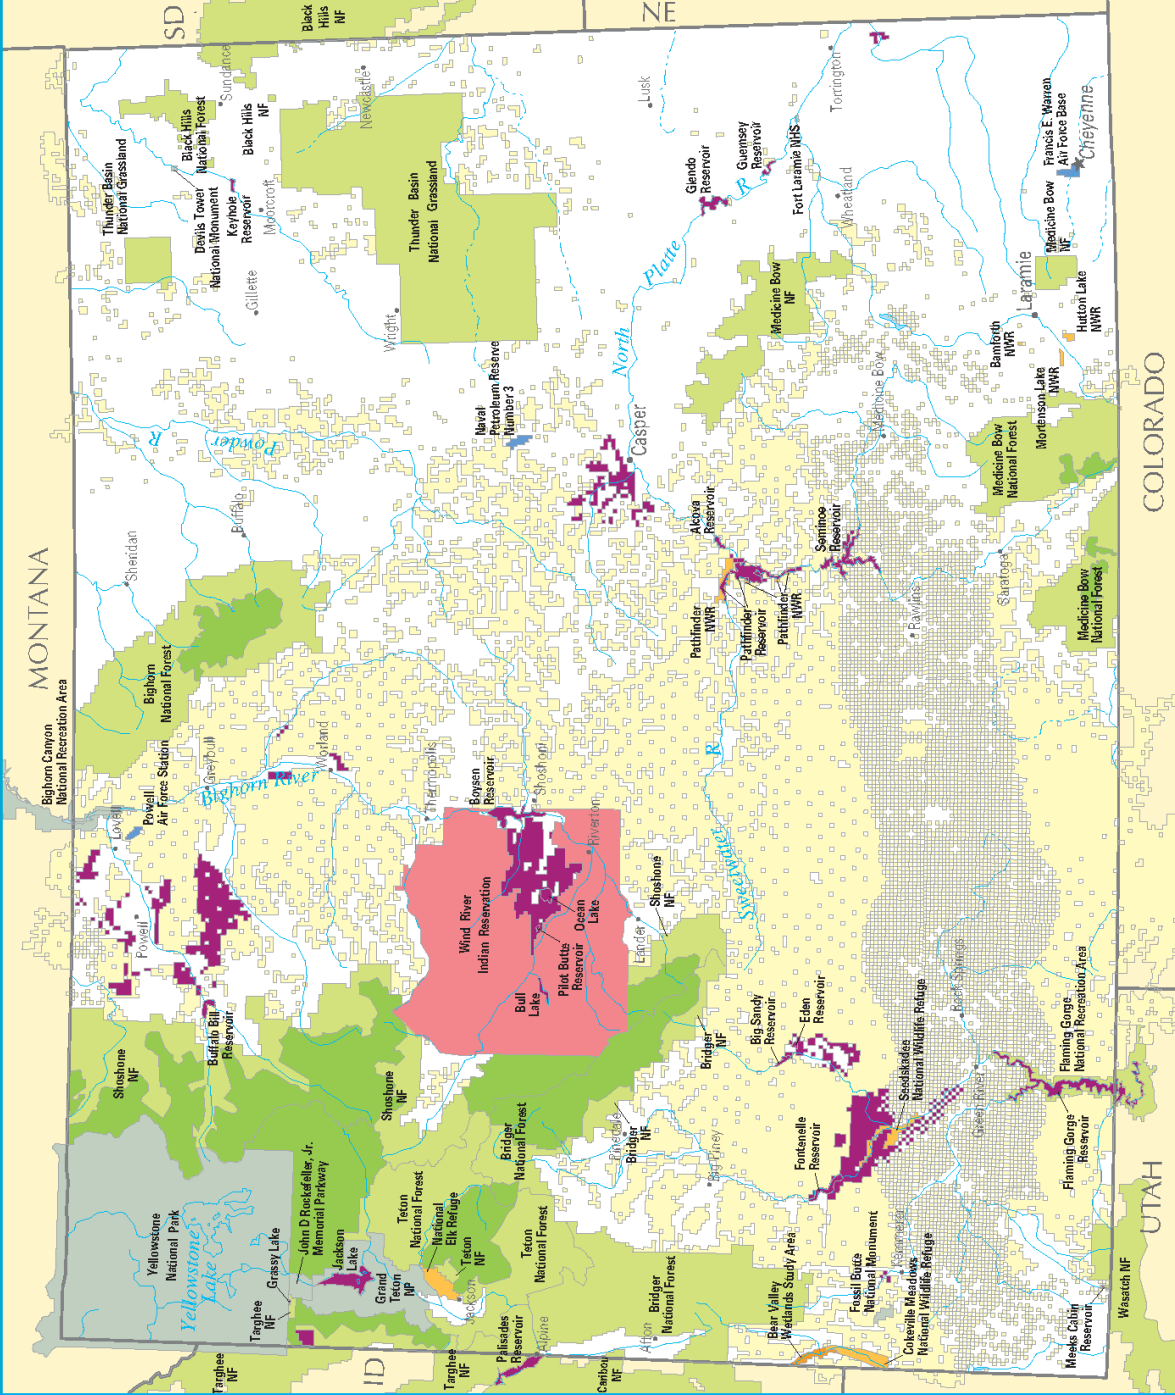 MONTANA
SD
NE
COLORADO
UTAH
ID
Bighorn Canyon
National Recreation Area
Black
Hills
NF
Sundance
Black Hills
National Forest
Black Hills
NF
Newcastle
Thunder Basin
National Grassland
Devils Tower
National Monument
Keyhole
Reservoir
Moorcroft
Gillette
Thunder Basin
National Grassland
Wright
Lusk
Torrington
Glendo
Reservoir
Guernsey
Reservoir
Fort Laramie NHS
Wheatland
North
Platte
R
Francis E. Warren
Air Force Base
Cheyenne
Medicine Bow
NF
Laramie
Hutton Lake
NWR
Bamforth
NWR
Mortenson Lake
NWR
Medicine Bow
NF
Medicine Bow
Medicine Bow
National Forest
Medicine Bow
National Forest
Saratoga
Rawlins
Naval
Petroleum Reserve
Number 3
Casper
Powder
R
Buffalo
Sheridan
Bighorn
National Forest
Alcova
Reservoir
Seminoe
Reservoir
Pathfinder
NWR
Pathfinder
Reservoir
Pathfinder
NWR
Sweetwater
R
Powell
Air Force Station
Greybull
Bighorn River
Worland
Lovell
Powell
Thermopolis
Boysen
Reservoir
Shoshoni
Riverton
Wind River
Indian Reservation
Ocean
Lake
Pilot Butte
Reservoir
Bull
Lake
Lander
Shoshone
NF
Buffalo Bill
Reservoir
Shoshone
NF
Shoshone
NF
Bridger
NF
Big Sandy
Reservoir
Eden
Reservoir
Seedskadee
National Wildlife Refuge
Rock Springs
Green River
Flaming Gorge
National Recreation Area
Flaming Gorge
Reservoir
Fontenelle
Reservoir
Pinedale
Bridger
NF
Big Piney
Bridger
National Forest
Yellowstone
National Park
Yellowstone
Lake
John D Rockefeller, Jr.
Memorial Parkway
Grassy Lake
Jackson
Lake
Grand
Teton
NP
Targhee
NF
Targhee
NF
Targhee
NF
Teton
National Forest
National
Elk Refuge
Teton
NF
Teton
National Forest
Jackson
Palisades
Reservoir
Alpine
Caribou
NF
Afton
Bridger
National Forest
Bear Valley
Wetlands Study Area
Fossil Butte
National Monument
Kemmerer
Cokeville Meadows
National Wildlife Refuge
Meeks Cabin
Reservoir
Wasatch NF